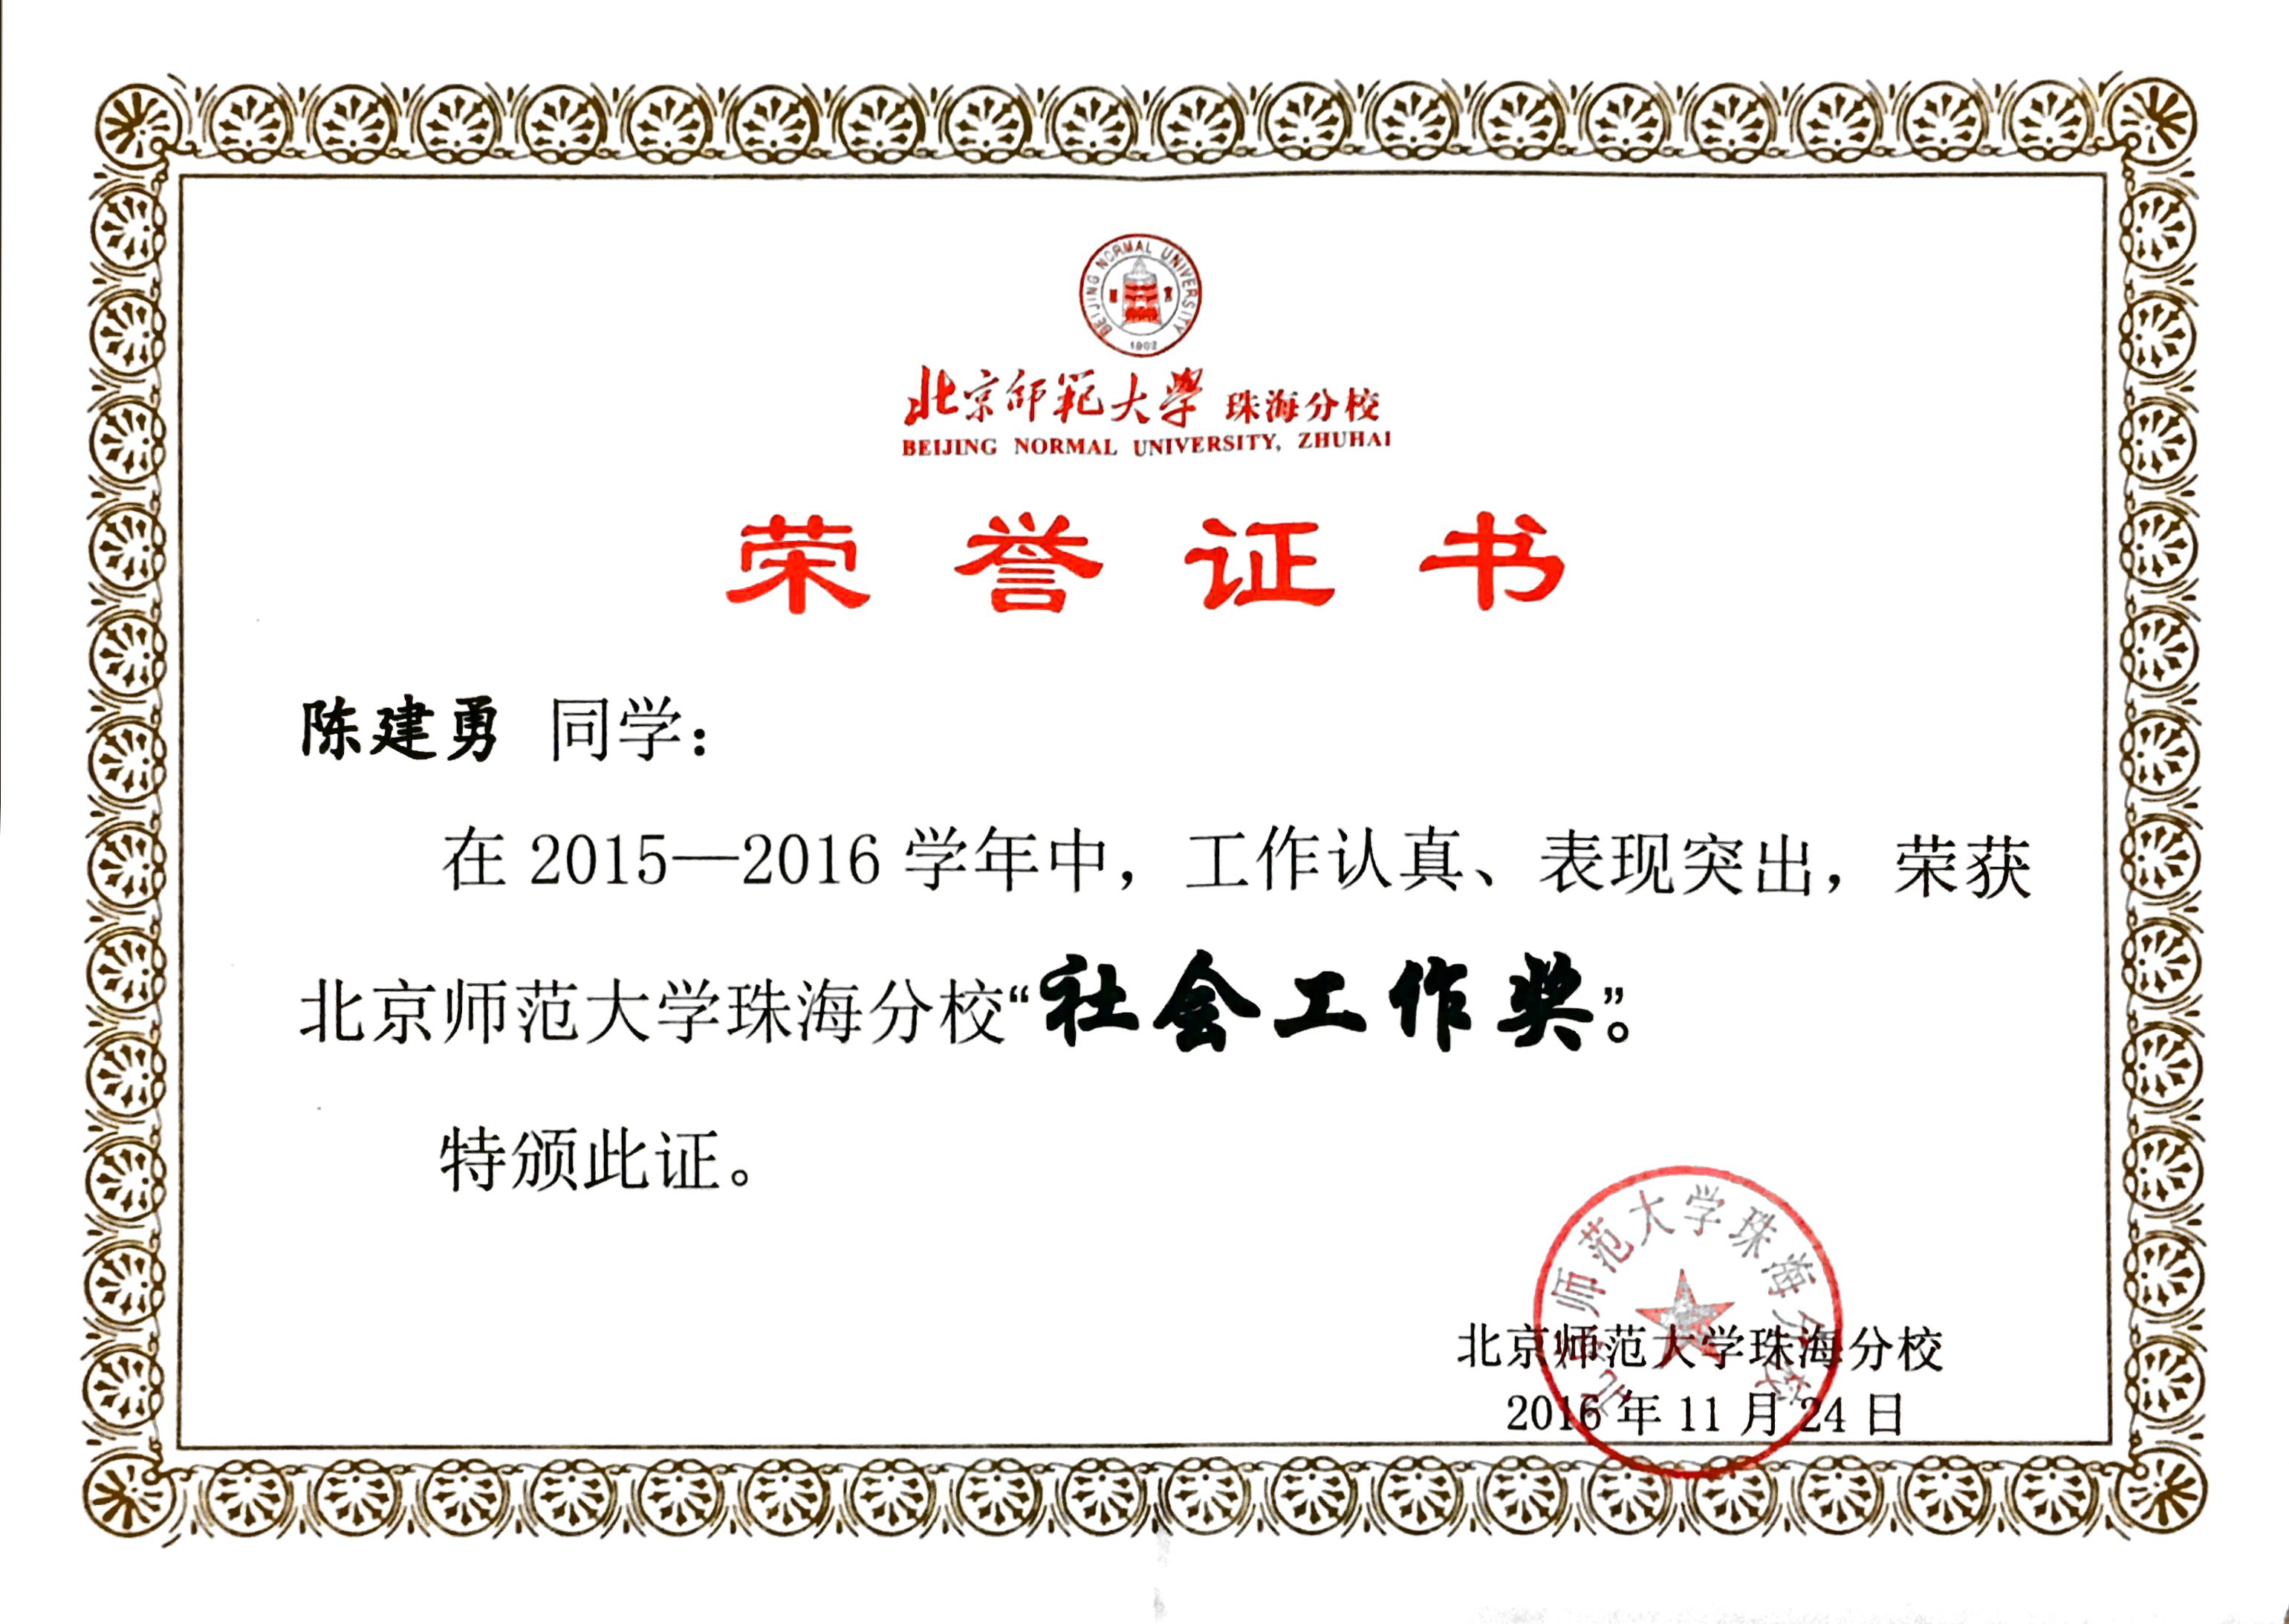 BEIJING NORMAL UNIVERSITY
1902
北京师範大学 珠海分校
BEIJING NORMAL UNIVERSITY, ZHUHAI
荣誉证书
陈建勇 同学：
在 2015—2016 学年中，工作认真、表现突出，荣获
北京师范大学珠海分校“社会工作奖”。
特颁此证。
北京师范大学珠海分校
北京师范大学珠海分校
2016 年 11 月 24 日